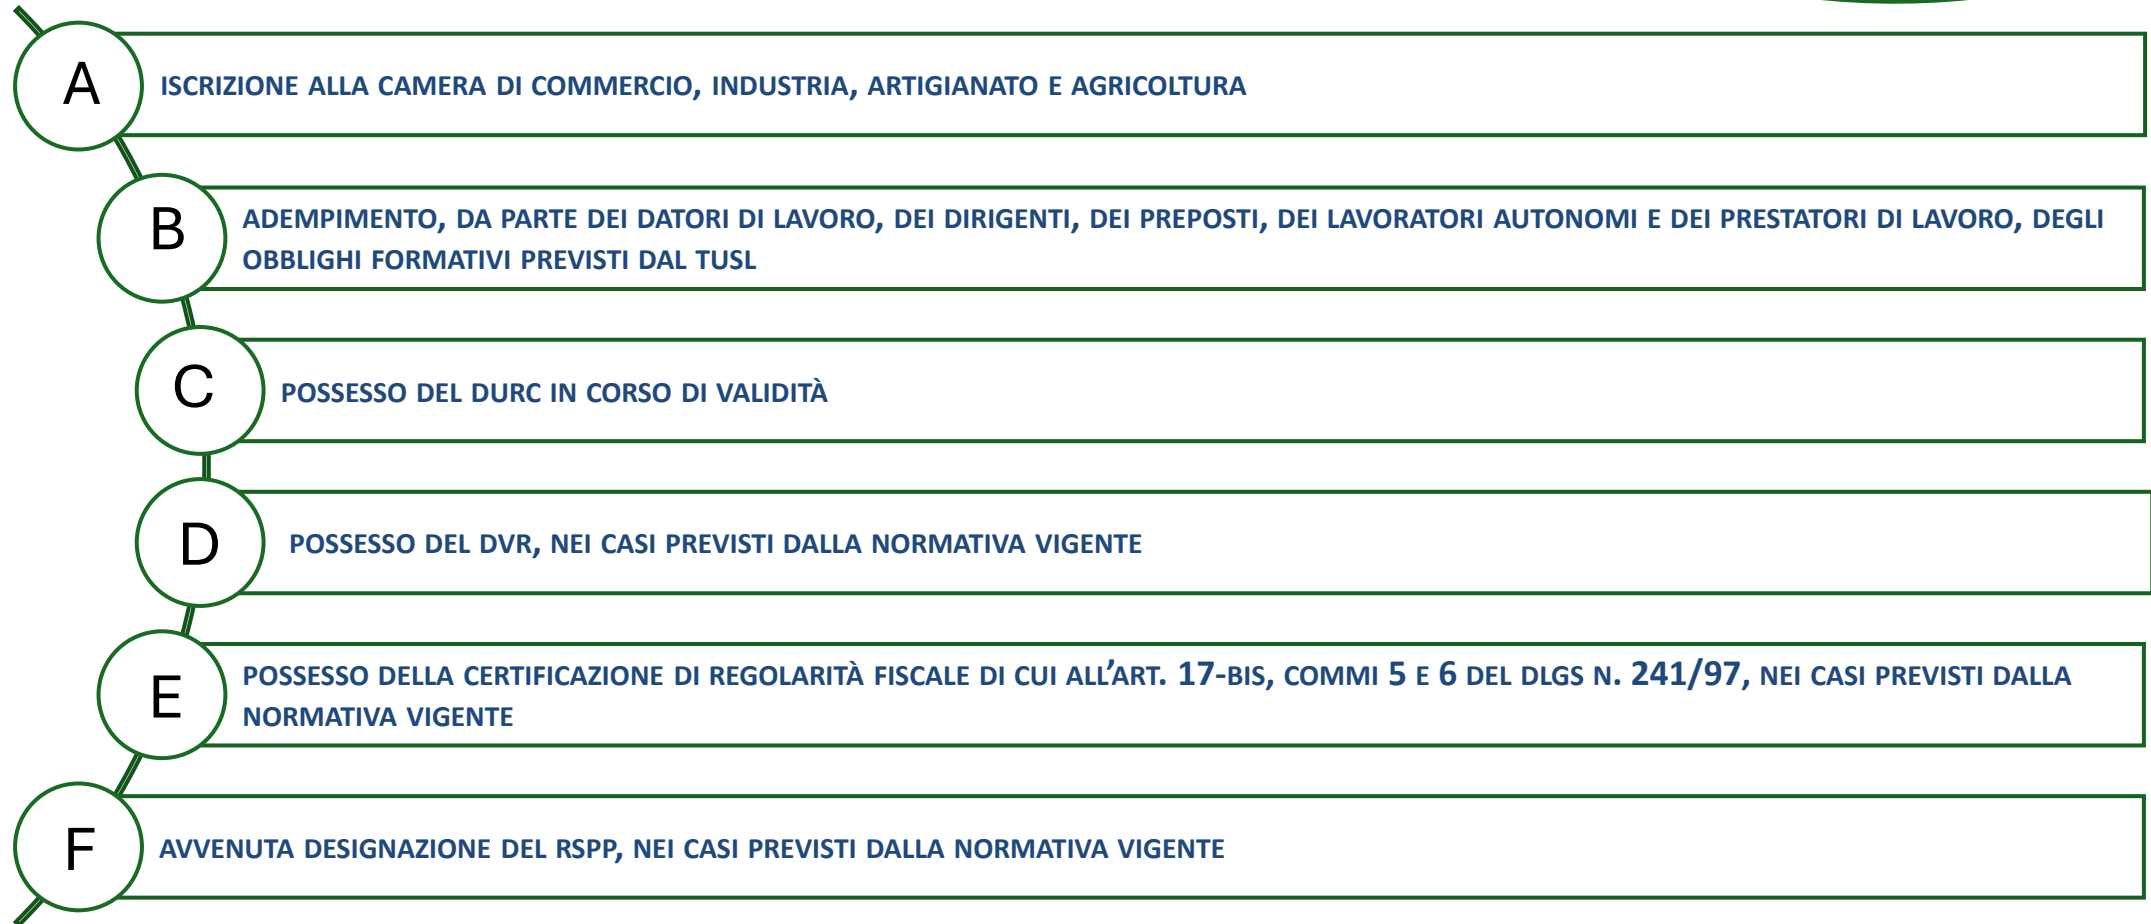 A
ISCRIZIONE ALLA CAMERA DI COMMERCIO, INDUSTRIA, ARTIGIANATO E AGRICOLTURA
B
ADEMPIMENTO, DA PARTE DEI DATORI DI LAVORO, DEI DIRIGENTI, DEI PREPOSTI, DEI LAVORATORI AUTONOMI E DEI PRESTATORI DI LAVORO, DEGLI
OBBLIGHI FORMATIVI PREVISTI DAL TUSL
C
POSSESSO DEL DURC IN CORSO DI VALIDITÀ
D
POSSESSO DEL DVR, NEI CASI PREVISTI DALLA NORMATIVA VIGENTE
E
POSSESSO DELLA CERTIFICAZIONE DI REGOLARITÀ FISCALE DI CUI ALL’ART. 17-BIS, COMMI 5 E 6 DEL DLGS N. 241/97, NEI CASI PREVISTI DALLA
NORMATIVA VIGENTE
F
AVVENUTA DESIGNAZIONE DEL RSPP, NEI CASI PREVISTI DALLA NORMATIVA VIGENTE